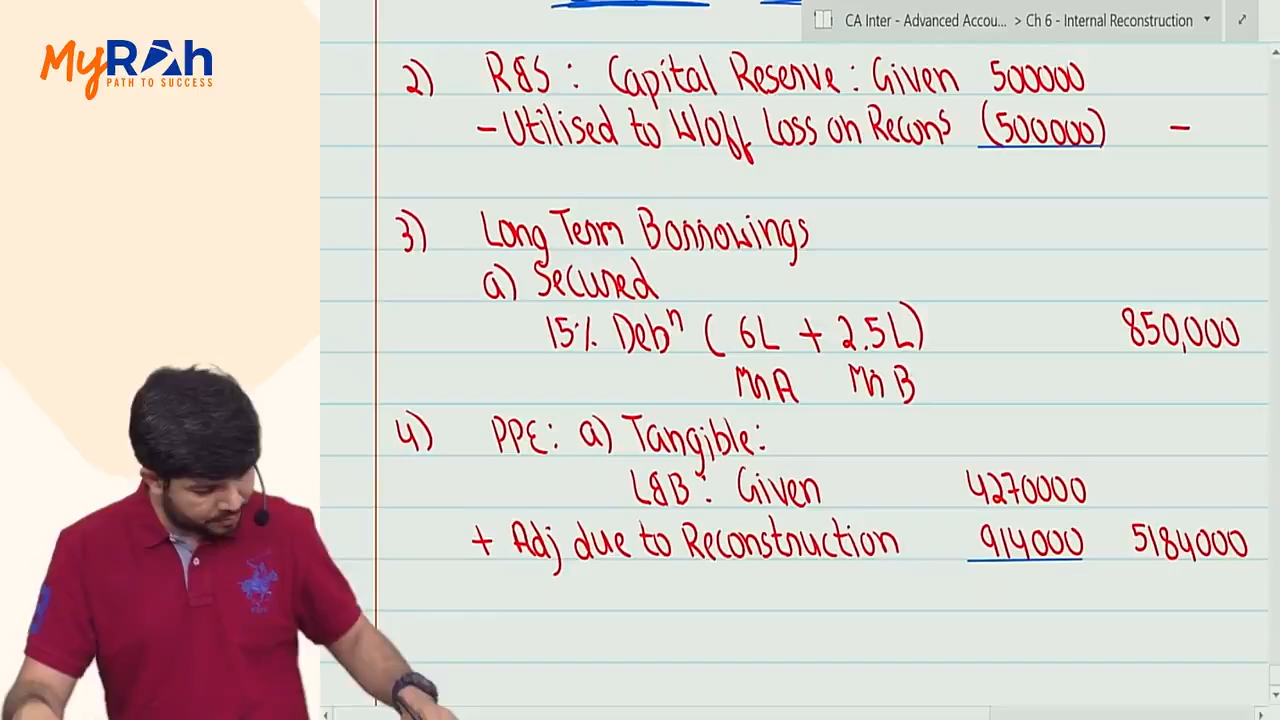 MyRAh
PATH TO SUCCESS
CA Inter - Advanced Accou... > Ch 6 - Internal Reconstruction
2) R&S : Capital Reserve : Given 500000
- Utilised to W/off Loss on Recons (500000) -
3) Long Term Borrowings
a) Secured
15% Debⁿ ( 6L + 2.5L) 850,000
Mr A Mr B
4) PPE : a) Tangible :
L&B : Given 4270000
+ Adj due to Reconstruction 914000 5184000